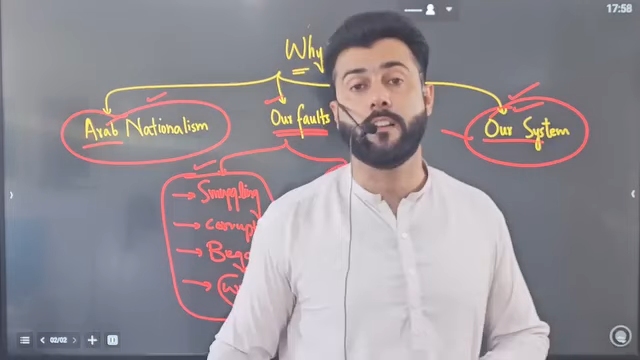 17:58
Why
Arab Nationalism
Our faults
Our System
Smuggling
02/02